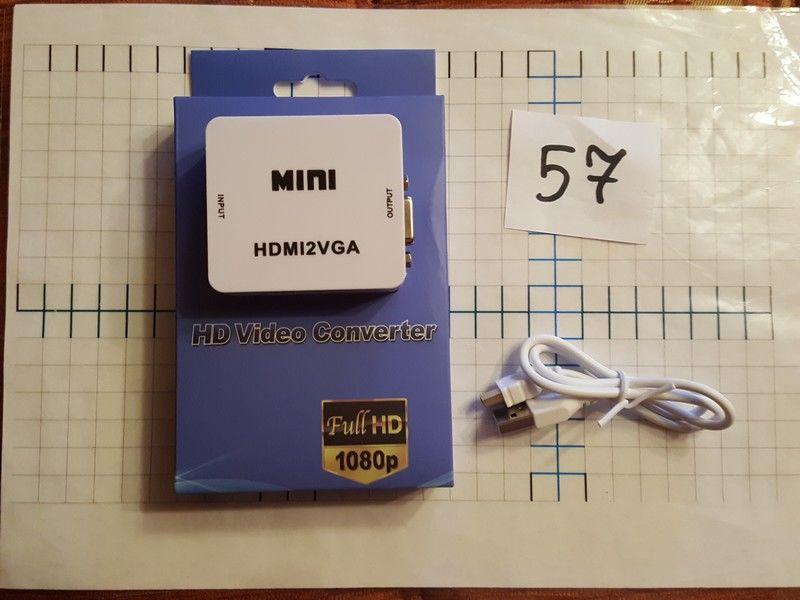 MINI
INPUT
OUTPUT
HDMI2VGA
HD Video Converter
Full HD
1080p
57